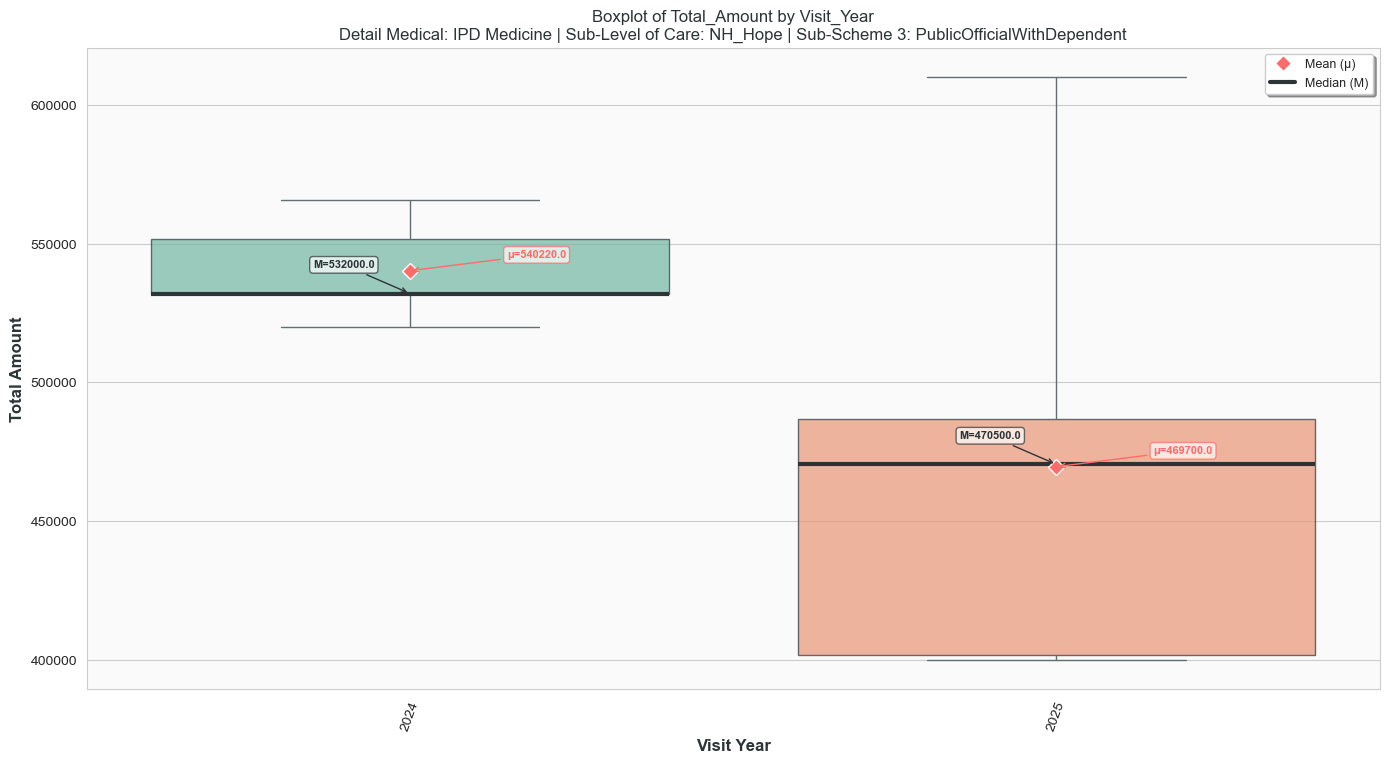 Boxplot of Total_Amount by Visit_Year
Detail Medical: IPD Medicine | Sub-Level of Care: NH_Hope | Sub-Scheme 3: PublicOfficialWithDependent
Mean (μ)
Median (M)
Total Amount
600000
550000
500000
450000
400000
M=532000.0
μ=540220.0
M=470500.0
μ=469700.0
2024
2025
Visit Year